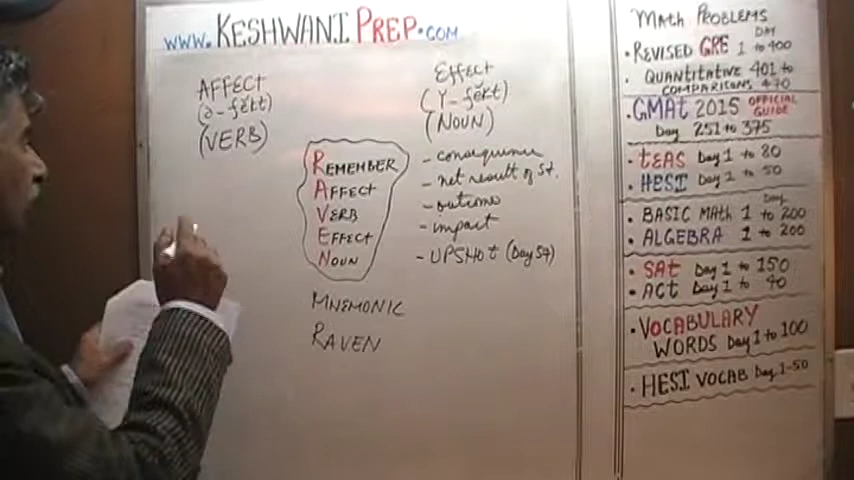 www.KESHWANIPREP.COM
AFFECT
(ə-fĕkt)
(VERB)
Effect
(Y-fĕkt)
(NOUN)
REMEMBER
AFFECT
VERB
EFFECT
NOUN
MNEMONIC
RAVEN
- consequence
- net result of st.
- outcome
- impact
- UPSHOt (Day 57)
MAtH PROBLEMS
DAY
• REVISED GRE 1 to 400
• QUANTITATIVE 401 to
COMPARISONS 470
• GMAt 2015 OFFICIAL
GUIDE
Day 251 to 375
• tEAS Day 1 to 80
• HESI Day 1 to 50
Day
• BASIC MAtH 1 to 200
• ALGEBRA 1 to 200
• SAt Day 1 to 150
• ACt Day 1 to 40
• VOCABULARY
WORDS Day 1 to 100
• HESI VOCAB Day 1-50